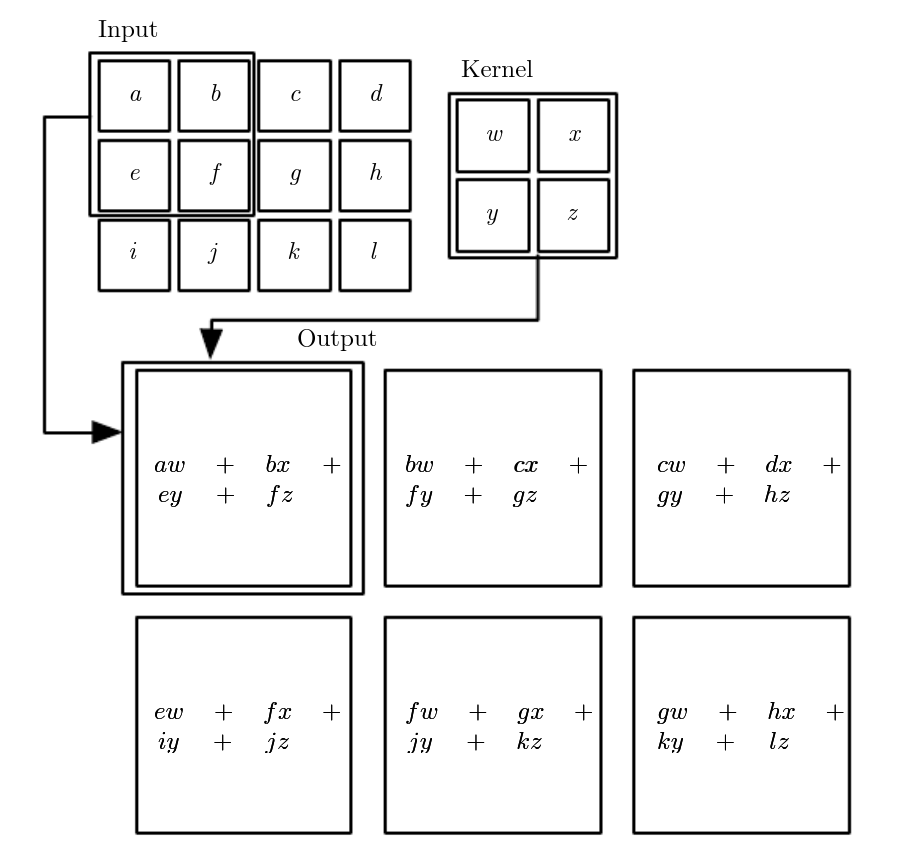 Input
Kernel
a b c d
w x
e f g h
y z
i j k l
Output
aw + bx +
ey + fz
bw + cx +
fy + gz
cw + dx +
gy + hz
ew + fx +
iy + jz
fw + gx +
jy + kz
gw + hx +
ky + lz